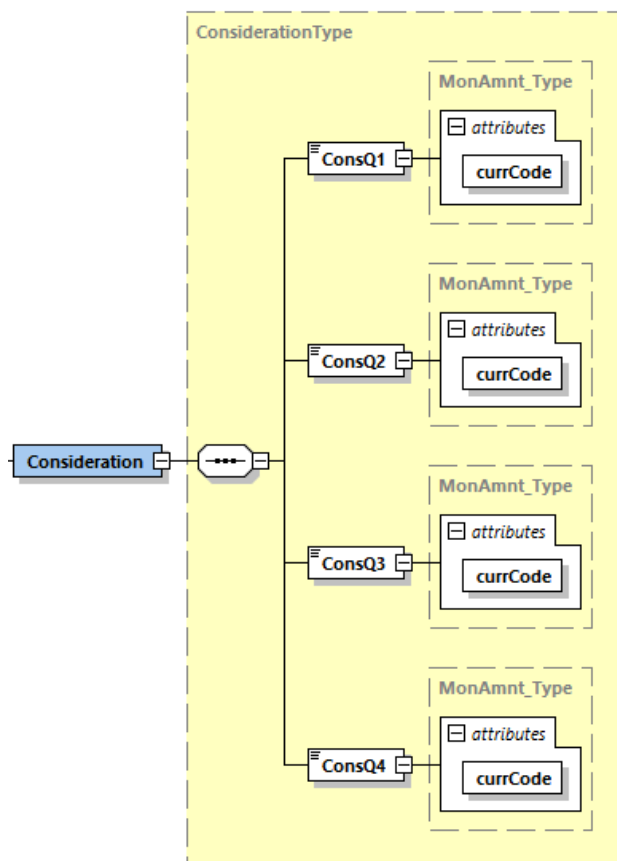 ConsiderationType
MonAmnt_Type
attributes
ConsQ1
currCode
MonAmnt_Type
attributes
ConsQ2
currCode
Consideration
MonAmnt_Type
attributes
ConsQ3
currCode
MonAmnt_Type
attributes
ConsQ4
currCode